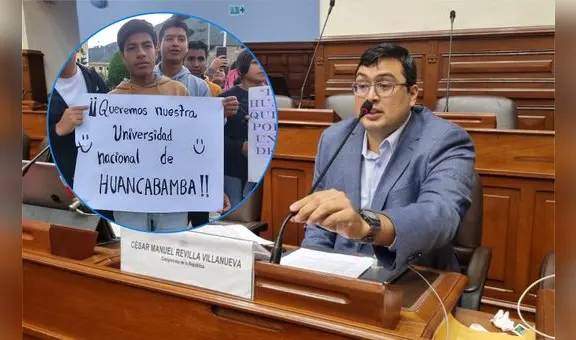 ¡¡Queremos nuestra
Universidad
nacional de
HUANCABAMBA!!
CÉSAR MANUEL REVILLA VILLANUEVA
Congresista de la República